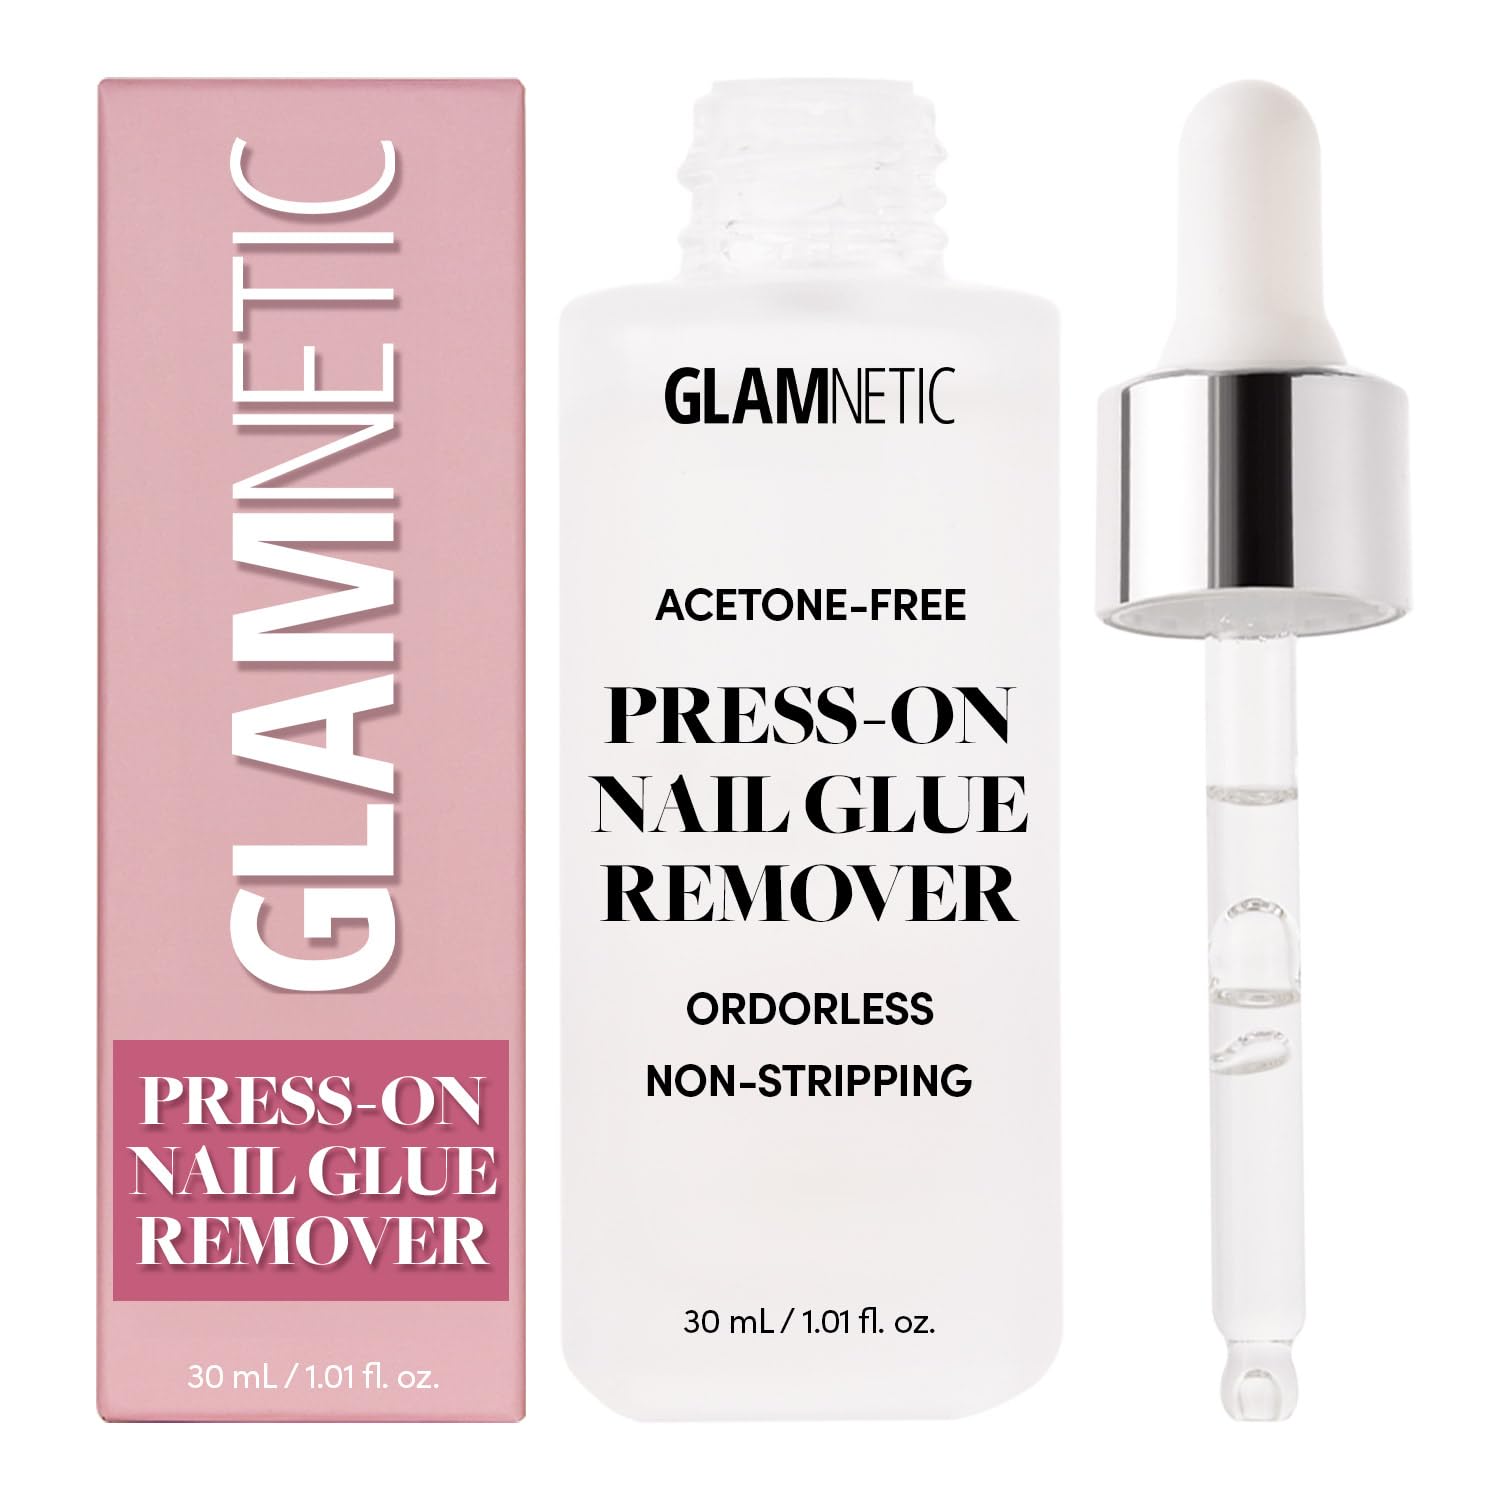 GLAMNETIC
PRESS-ON
NAIL GLUE
REMOVER
30 mL / 1.01 fl. oz.
GLAMNETIC
ACETONE-FREE
PRESS-ON
NAIL GLUE
REMOVER
ORDORLESS
NON-STRIPPING
30 mL / 1.01 fl. oz.